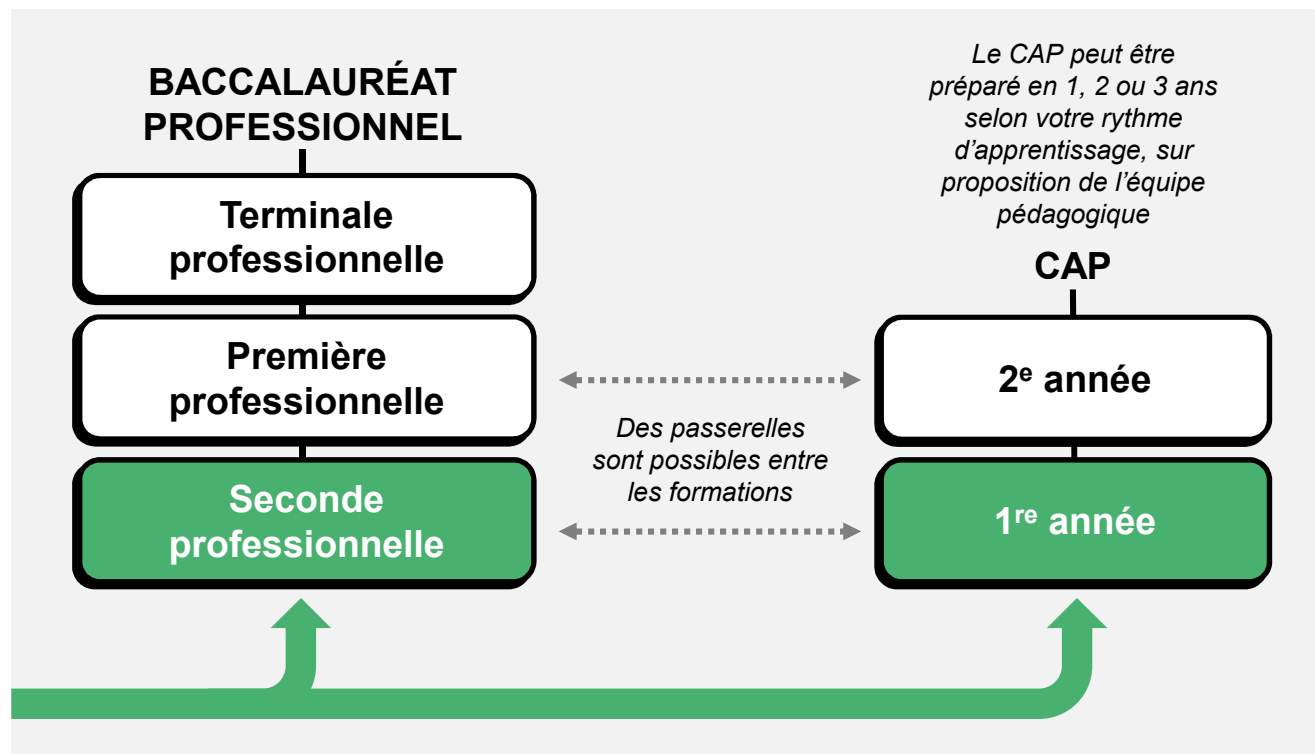 BACCALAURÉAT
PROFESSIONNEL
Terminale
professionnelle
Première
professionnelle
Seconde
professionnelle
Des passerelles
sont possibles entre
les formations
Le CAP peut être
préparé en 1, 2 ou 3 ans
selon votre rythme
d’apprentissage, sur
proposition de l’équipe
pédagogique
CAP
2e année
1re année